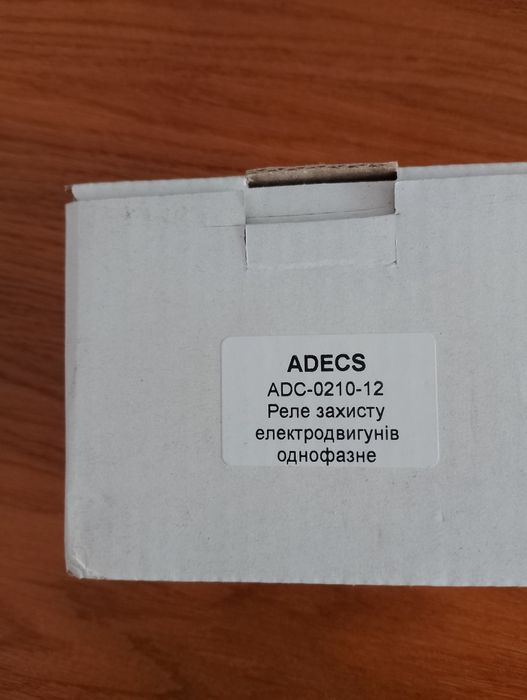 ADECS
ADC-0210-12
Реле захисту
електродвигунів
однофазне